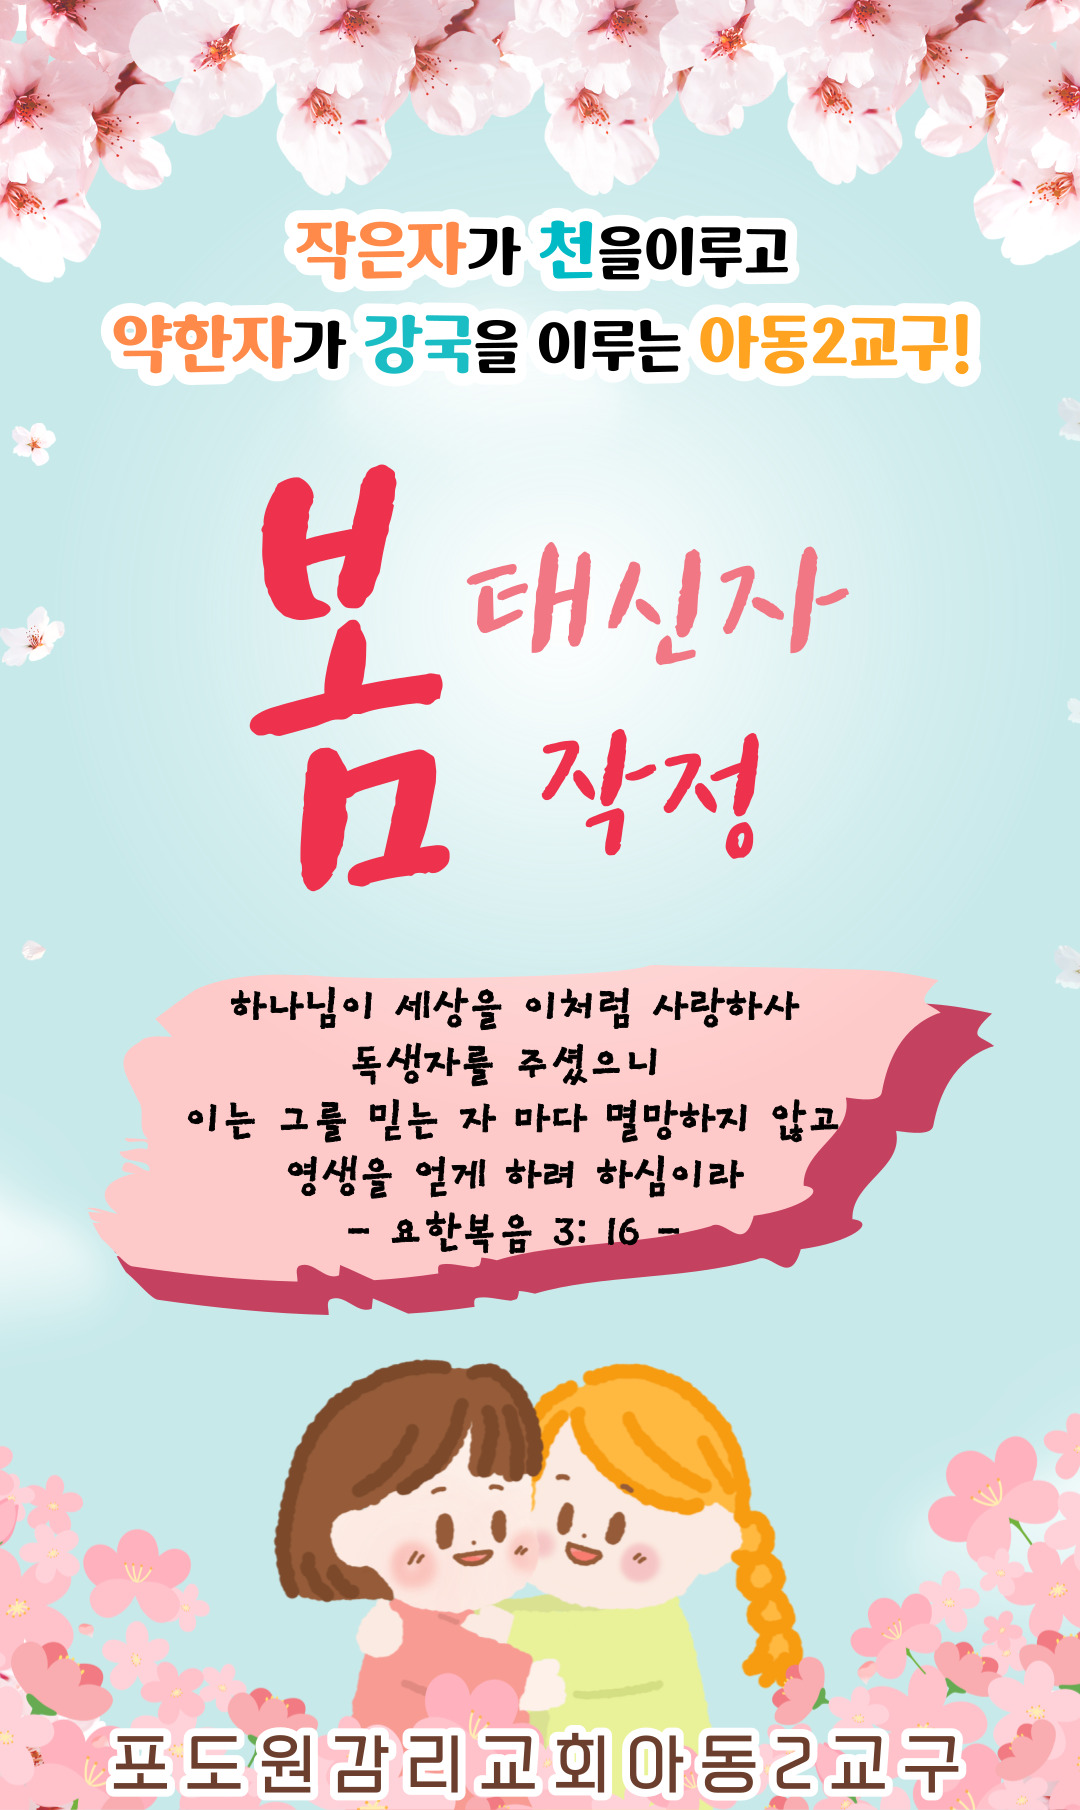 작은자가 천을이루고
약한자가 강국을 이루는 아동2교구!
봄 태신자
작정
하나님이 세상을 이처럼 사랑하사
독생자를 주셨으니
이는 그를 믿는 자 마다 멸망하지 않고
영생을 얻게 하려 하심이라
- 요한복음 3: 16 -
포도원감리교회아동2교구